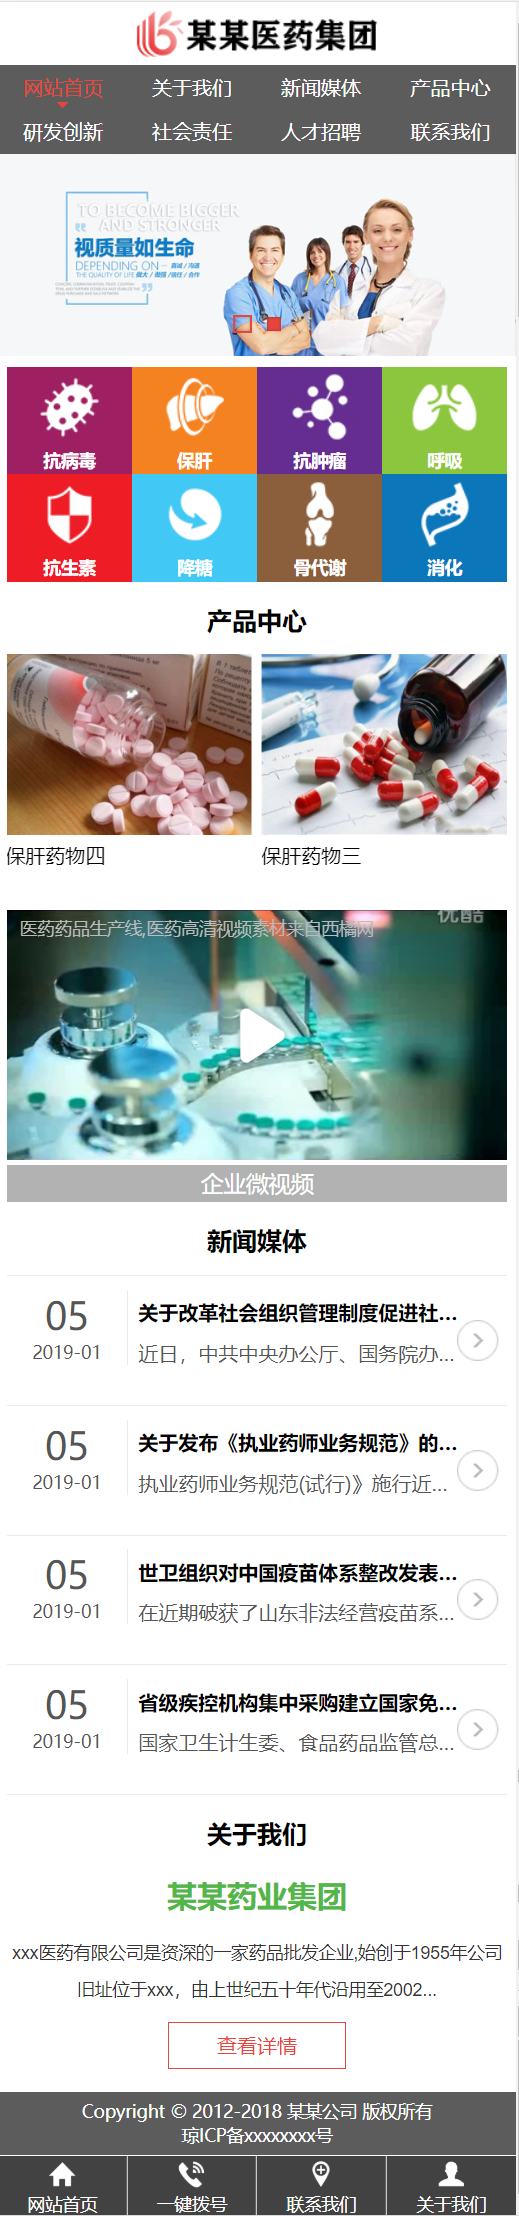 某某医药集团
网站首页 关于我们 新闻媒体 产品中心
研发创新 社会责任 人才招聘 联系我们
TO BECOME BIGGER
AND STRONGER
视质量如生命
DEPENDING ON
THE QUALITY OF LIFE
抗病毒 保肝 抗肿瘤 呼吸
抗生素 降糖 骨代谢 消化
产品中心
保肝药物四 保肝药物三
优酷
医药药品生产线,医药高清视频素材来自西橘网
企业微视频
新闻媒体
05
2019-01
关于改革社会组织管理制度促进社...
近日，中共中央办公厅、国务院办...
05
2019-01
关于发布《执业药师业务规范》的...
执业药师业务规范(试行)》施行近...
05
2019-01
世卫组织对中国疫苗体系整改发表...
在近期破获了山东非法经营疫苗系...
05
2019-01
省级疾控机构集中采购建立国家免...
国家卫生计生委、食品药品监管总...
关于我们
某某药业集团
xxx医药有限公司是资深的一家药品批发企业,始创于1955年公司
旧址位于xxx，由上世纪五十年代沿用至2002...
查看详情
Copyright © 2012-2018 某某公司 版权所有
琼ICP备xxxxxxxx号
网站首页 一键拨号 联系我们 关于我们